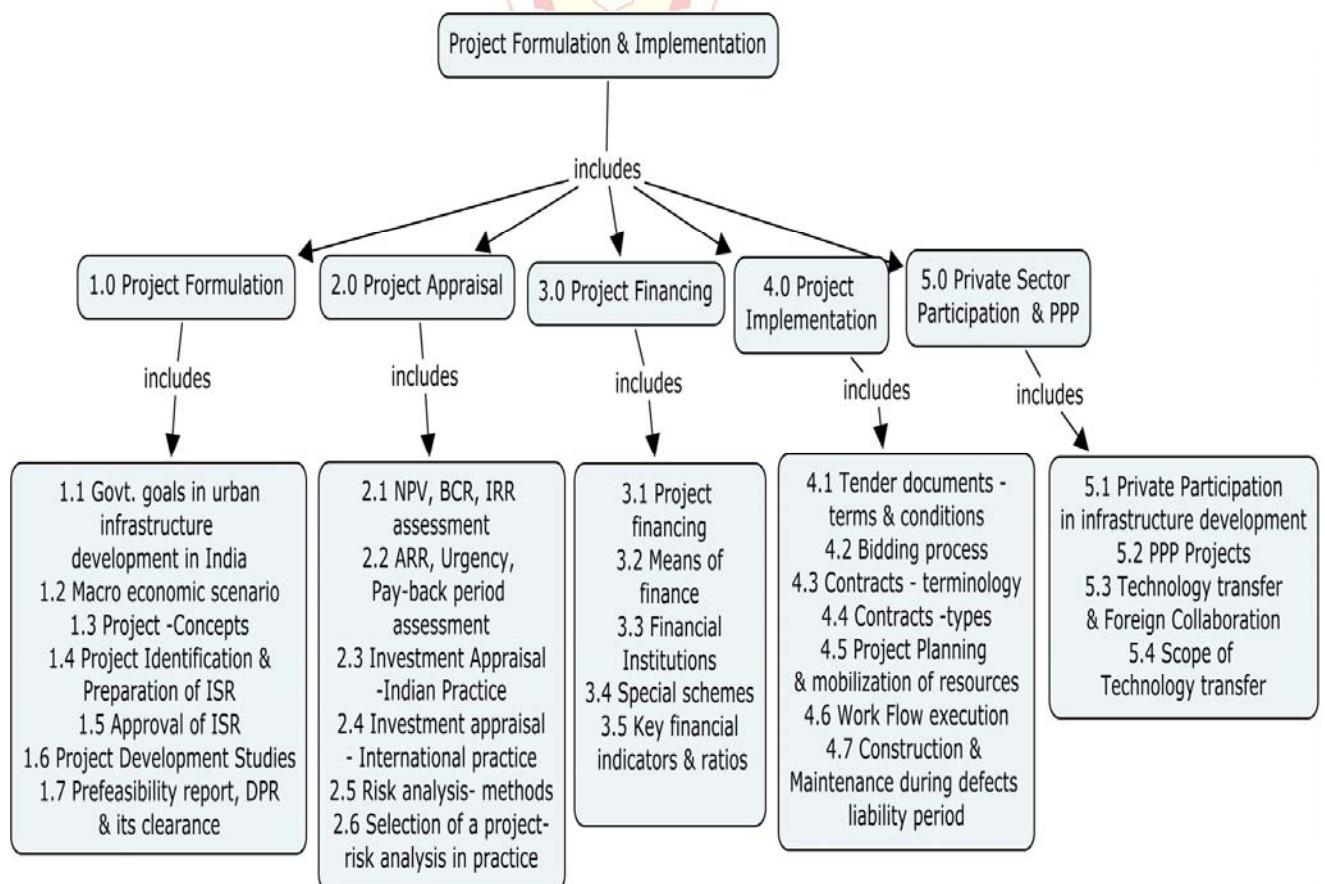 Project Formulation & Implementation
includes
1.0 Project Formulation
2.0 Project Appraisal
3.0 Project Financing
4.0 Project
Implementation
5.0 Private Sector
Participation & PPP
includes
includes
includes
includes
includes
1.1 Govt. goals in urban
infrastructure
development in India
1.2 Macro economic scenario
1.3 Project -Concepts
1.4 Project Identification &
Preparation of ISR
1.5 Approval of ISR
1.6 Project Development Studies
1.7 Prefeasibility report, DPR
& its clearance
2.1 NPV, BCR, IRR
assessment
2.2 ARR, Urgency,
Pay-back period
assessment
2.3 Investment Appraisal
-Indian Practice
2.4 Investment appraisal
- International practice
2.5 Risk analysis- methods
2.6 Selection of a project-
risk analysis in practice
3.1 Project
financing
3.2 Means of
finance
3.3 Financial
Institutions
3.4 Special schemes
3.5 Key financial
indicators & ratios
4.1 Tender documents -
terms & conditions
4.2 Bidding process
4.3 Contracts - terminology
4.4 Contracts -types
4.5 Project Planning
& mobilization of resources
4.6 Work Flow execution
4.7 Construction &
Maintenance during defects
liability period
5.1 Private Participation
in infrastructure development
5.2 PPP Projects
5.3 Technology transfer
& Foreign Collaboration
5.4 Scope of
Technology transfer